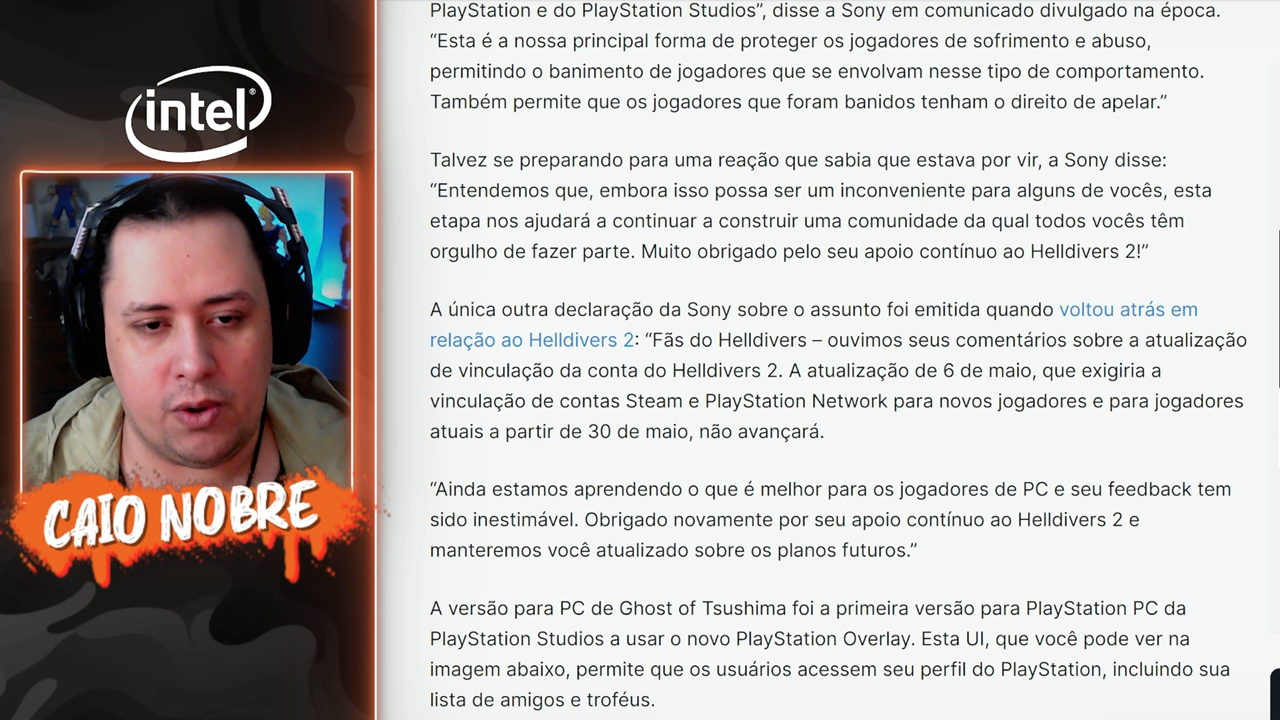 intel®
CAIO NOBRE
PlayStation e do PlayStation Studios”, disse a Sony em comunicado divulgado na época.
“Esta é a nossa principal forma de proteger os jogadores de sofrimento e abuso,
permitindo o banimento de jogadores que se envolvam nesse tipo de comportamento.
Também permite que os jogadores que foram banidos tenham o direito de apelar.”
Talvez se preparando para uma reação que sabia que estava por vir, a Sony disse:
“Entendemos que, embora isso possa ser um inconveniente para alguns de vocês, esta
etapa nos ajudará a continuar a construir uma comunidade da qual todos vocês têm
orgulho de fazer parte. Muito obrigado pelo seu apoio contínuo ao Helldivers 2!”
A única outra declaração da Sony sobre o assunto foi emitida quando voltou atrás em
relação ao Helldivers 2: “Fãs do Helldivers – ouvimos seus comentários sobre a atualização
de vinculação da conta do Helldivers 2. A atualização de 6 de maio, que exigiria a
vinculação de contas Steam e PlayStation Network para novos jogadores e para jogadores
atuais a partir de 30 de maio, não avançará.
“Ainda estamos aprendendo o que é melhor para os jogadores de PC e seu feedback tem
sido inestimável. Obrigado novamente por seu apoio contínuo ao Helldivers 2 e
manteremos você atualizado sobre os planos futuros.”
A versão para PC de Ghost of Tsushima foi a primeira versão para PlayStation PC da
PlayStation Studios a usar o novo PlayStation Overlay. Esta UI, que você pode ver na
imagem abaixo, permite que os usuários acessem seu perfil do PlayStation, incluindo sua
lista de amigos e troféus.